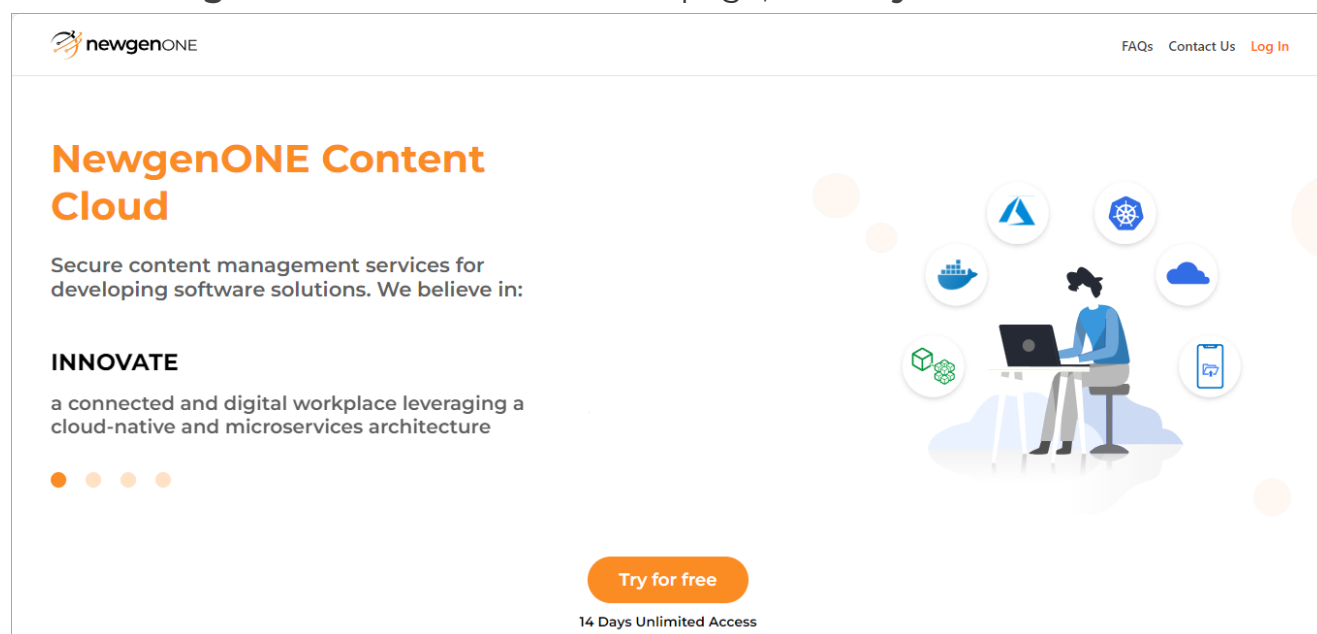 newgenONE
FAQs Contact Us Log In
NewgenONE Content
Cloud
Secure content management services for
developing software solutions. We believe in:
INNOVATE
a connected and digital workplace leveraging a
cloud-native and microservices architecture
Try for free
14 Days Unlimited Access